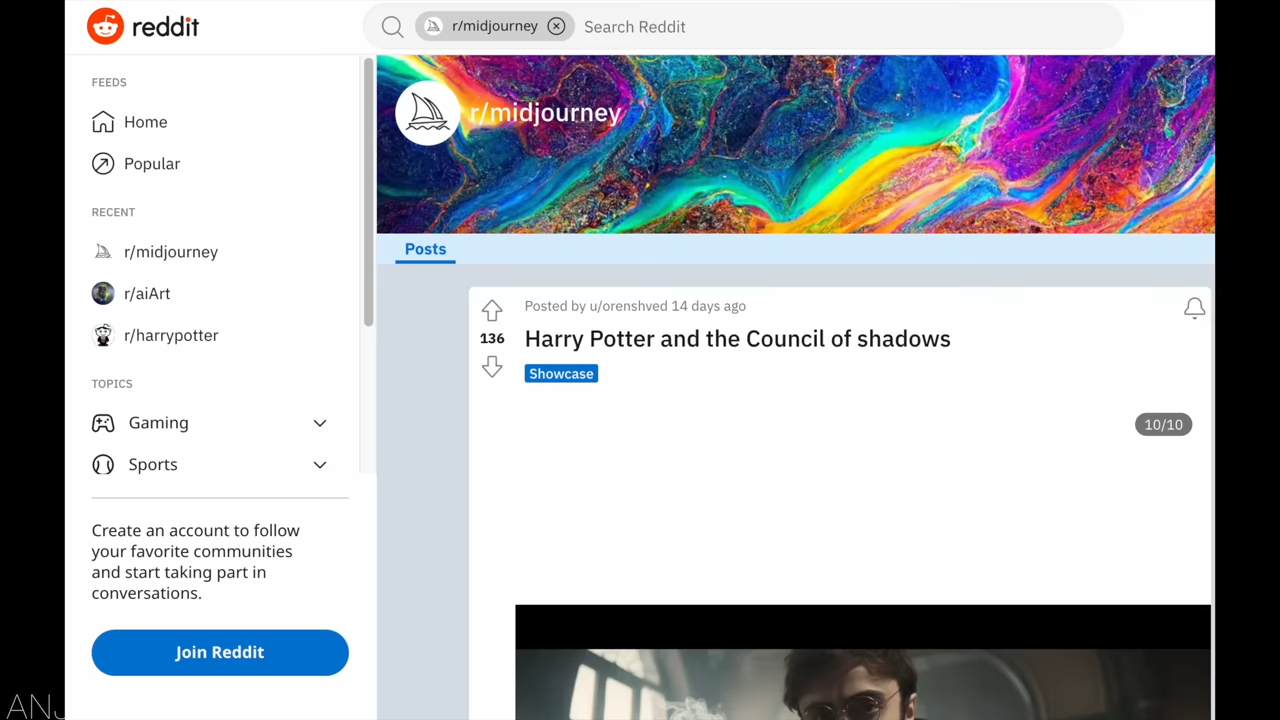 reddit
r/midjourney
Search Reddit
FEEDS
Home
Popular
RECENT
r/midjourney
r/aiArt
r/harrypotter
TOPICS
Gaming
Sports
Create an account to follow
your favorite communities
and start taking part in
conversations.
Join Reddit
r/midjourney
Posts
Posted by u/orenshved 14 days ago
136
Harry Potter and the Council of shadows
Showcase
10/10